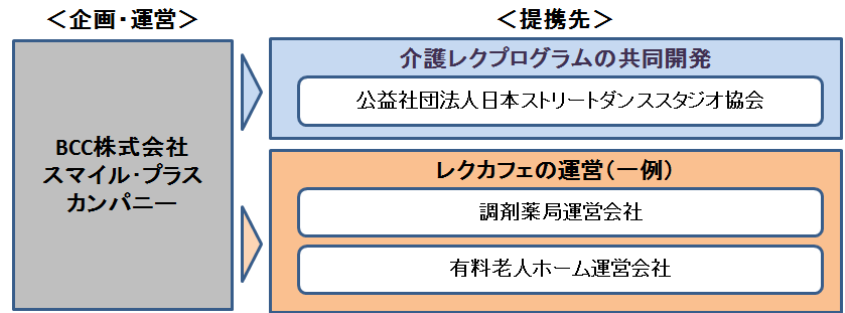 ＜企画・運営＞
＜提携先＞
BCC株式会社
スマイル・プラス
カンパニー
介護レクプログラムの共同開発
公益社団法人日本ストリートダンススタジオ協会
レクカフェの運営（一例）
調剤薬局運営会社
有料老人ホーム運営会社